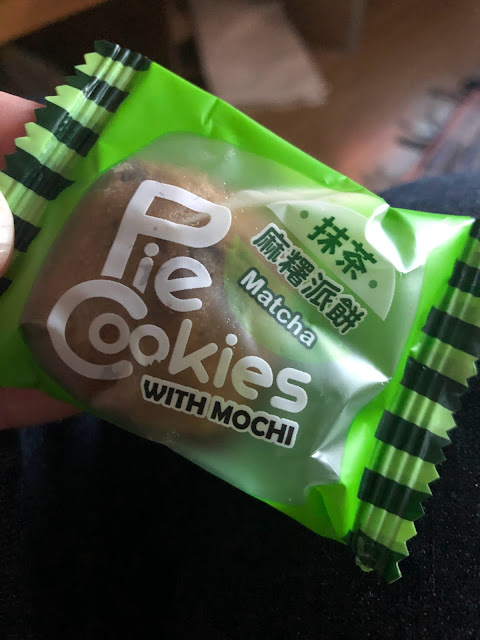 Pie
Cookies
WITH MOCHI
抹茶
麻糬派餅
Matcha